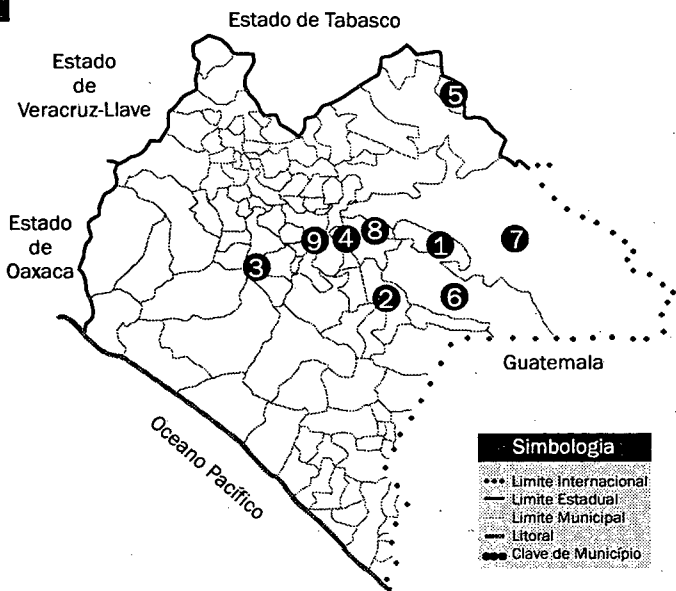 Estado de Tabasco
Estado
de
Veracruz-Llave
Estado
de
Oaxaca
5
9
4
8
1
7
3
2
6
Guatemala
Oceano Pacífico
Simbologia
Limite Internacional
Limite Estadual
Limite Municipal
Litoral
Clave de Município